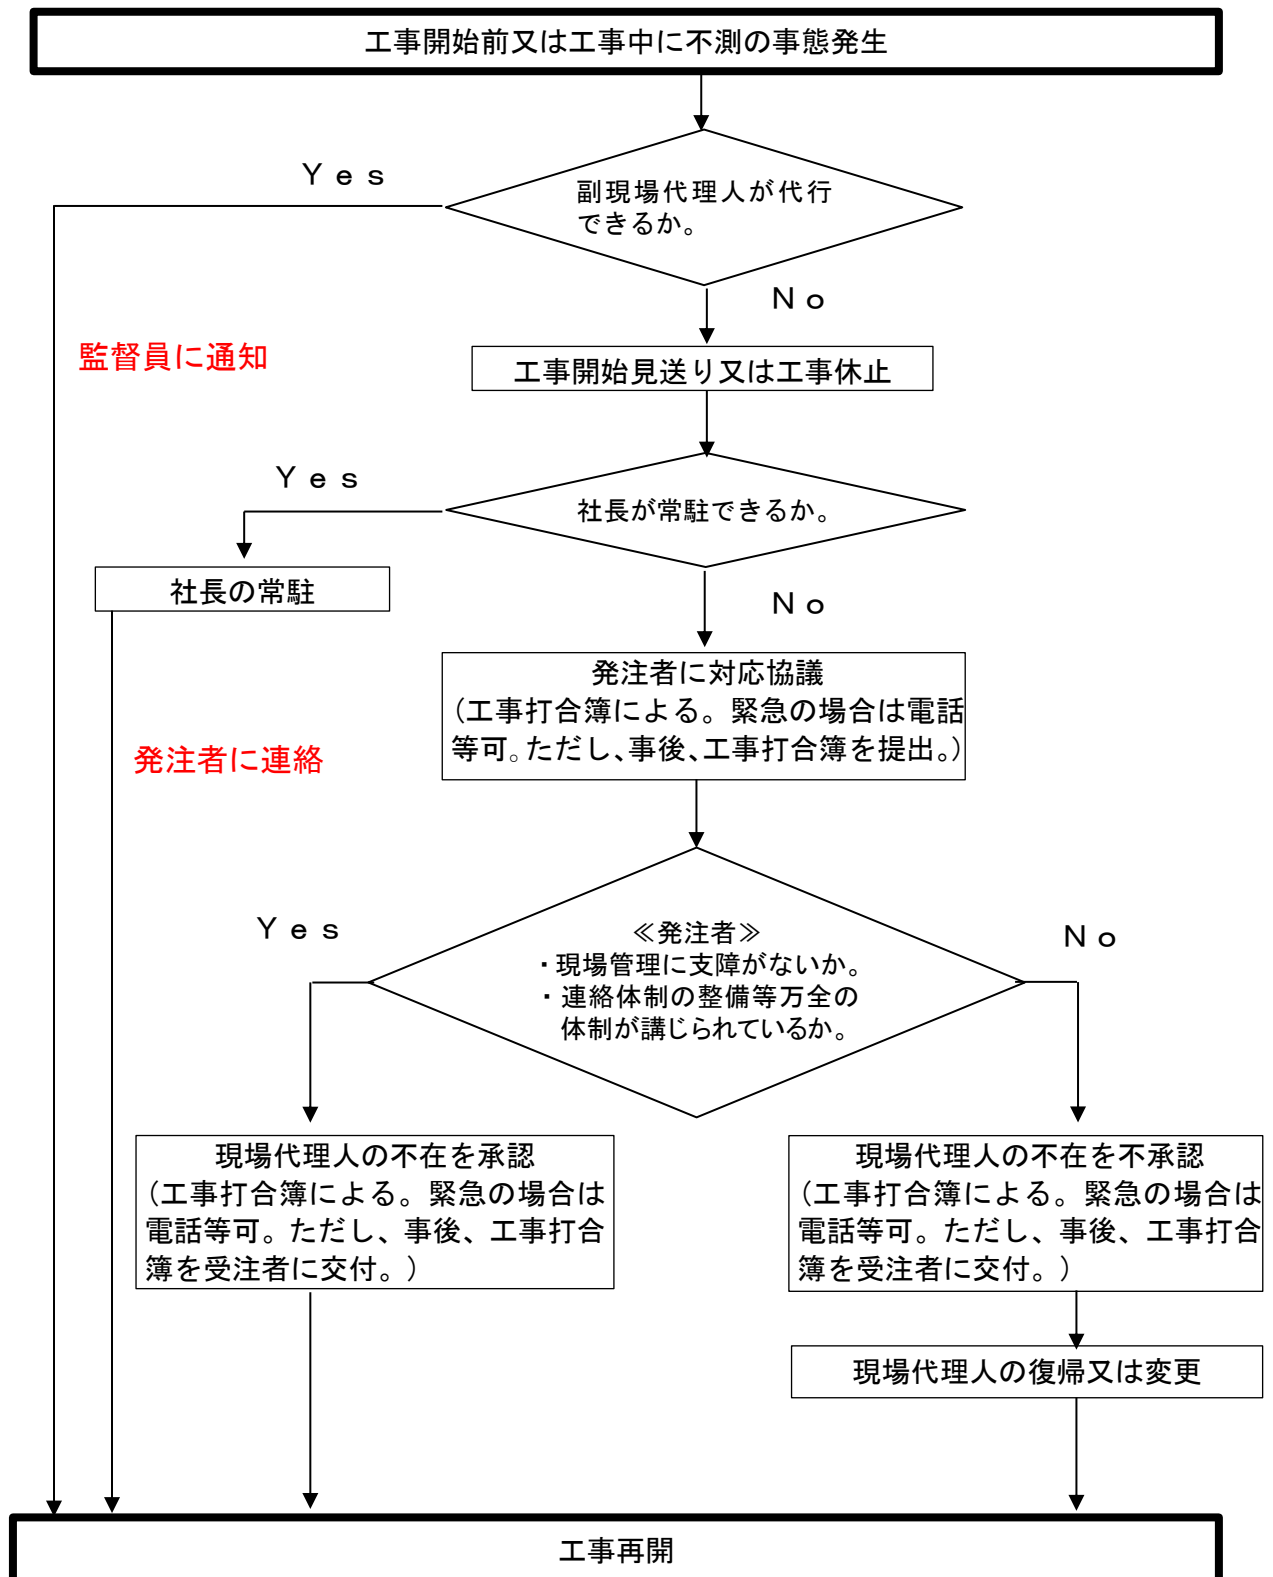 工事開始前又は工事中に不測の事態発生
Ｙｅｓ
副現場代理人が代行
できるか。
Ｎｏ
監督員に通知
工事開始見送り又は工事休止
Ｙｅｓ
社長が常駐できるか。
社長の常駐
Ｎｏ
発注者に対応協議
（工事打合簿による。緊急の場合は電話
等可。ただし、事後、工事打合簿を提出。）
発注者に連絡
Ｙｅｓ
≪発注者≫
・現場管理に支障がないか。
・連絡体制の整備等万全の
体制が講じられているか。
Ｎｏ
現場代理人の不在を承認
（工事打合簿による。緊急の場合は
電話等可。ただし、事後、工事打合
簿を受注者に交付。）
現場代理人の不在を不承認
（工事打合簿による。緊急の場合は
電話等可。ただし、事後、工事打合
簿を受注者に交付。）
現場代理人の復帰又は変更
工事再開